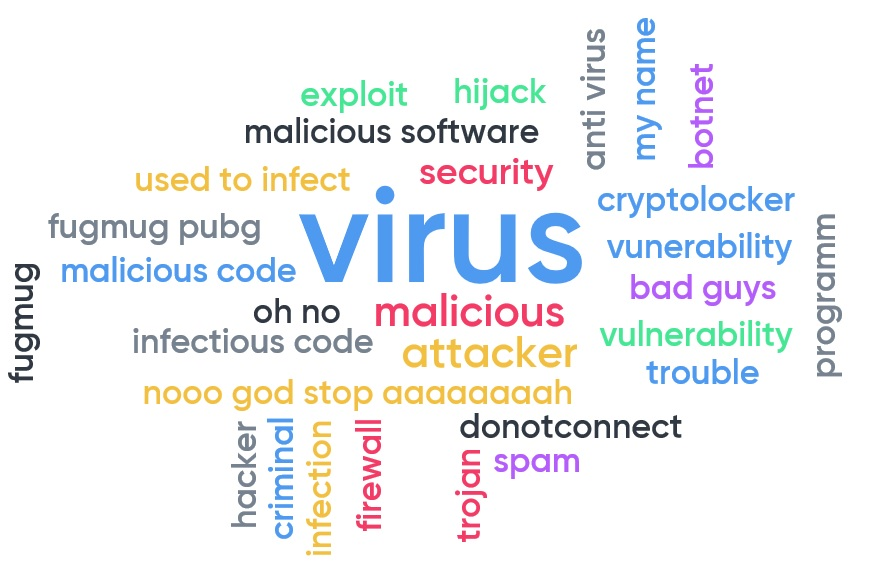 anti virus
my name
botnet
exploit
hijack
malicious software
used to infect
security
cryptolocker
virus
fugmug pubg
vunerability
programm
malicious code
bad guys
fugmug
oh no
malicious
infectious code
attacker
vulnerability
trouble
nooo god stop aaaaaaaah
donotconnect
hacker
criminal
infection
firewall
trojan
spam